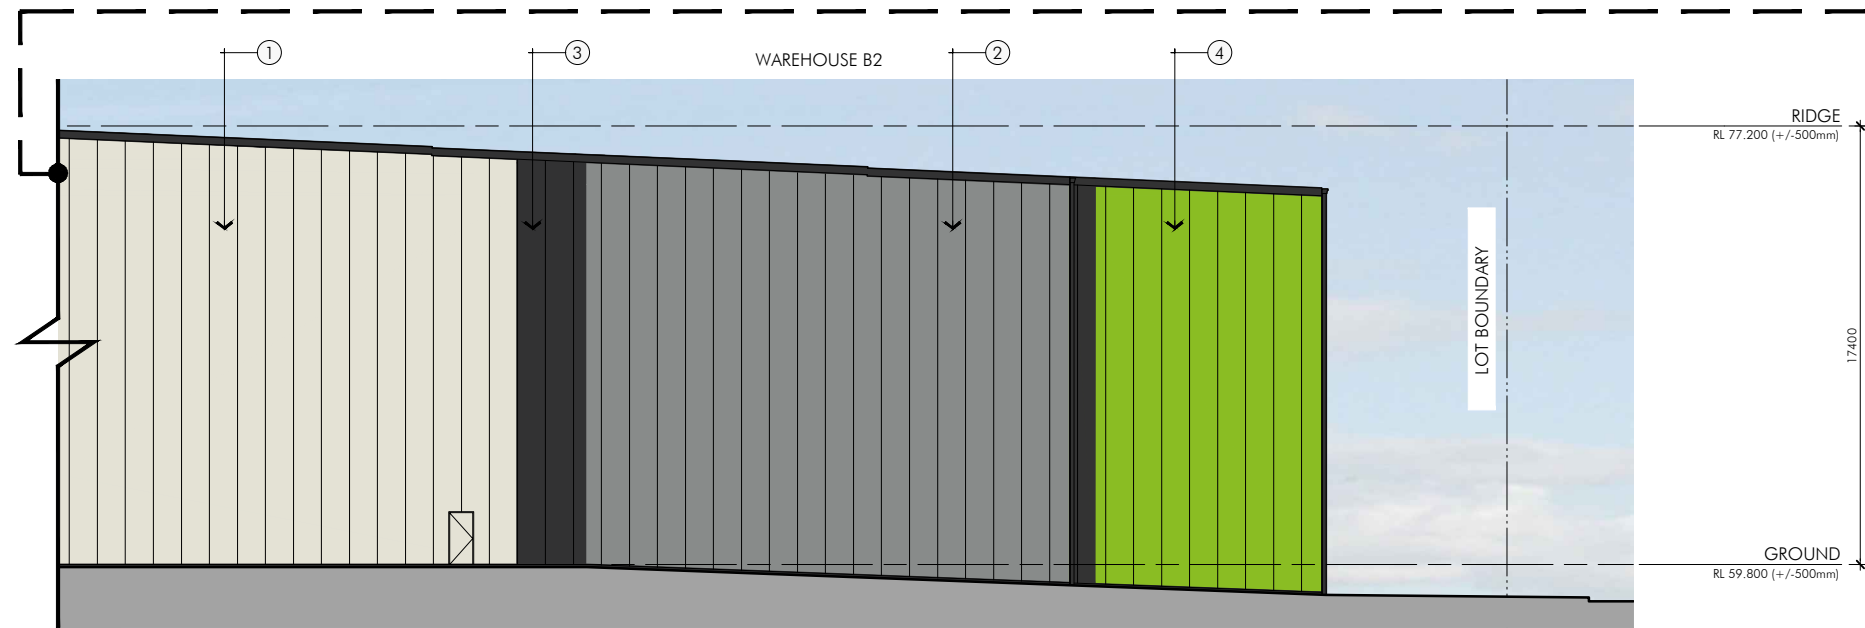 1
3
WAREHOUSE B2
2
4
RIDGE
RL 77.200 (+/-500mm)
LOT BOUNDARY
17400
GROUND
RL 59.800 (+/-500mm)